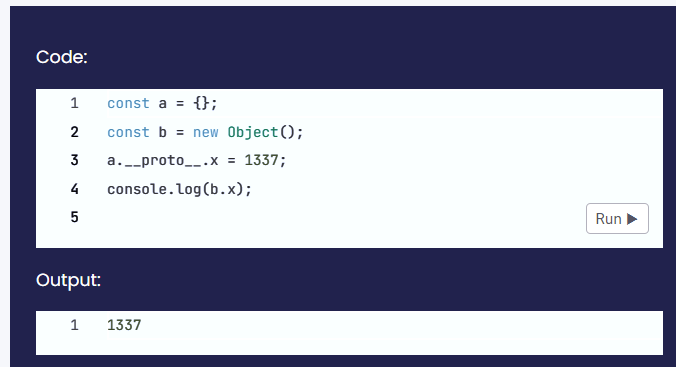 Code:
1 const a = {};
2 const b = new Object();
3 a.__proto__.x = 1337;
4 console.log(b.x);
5
Run ▶
Output:
1 1337